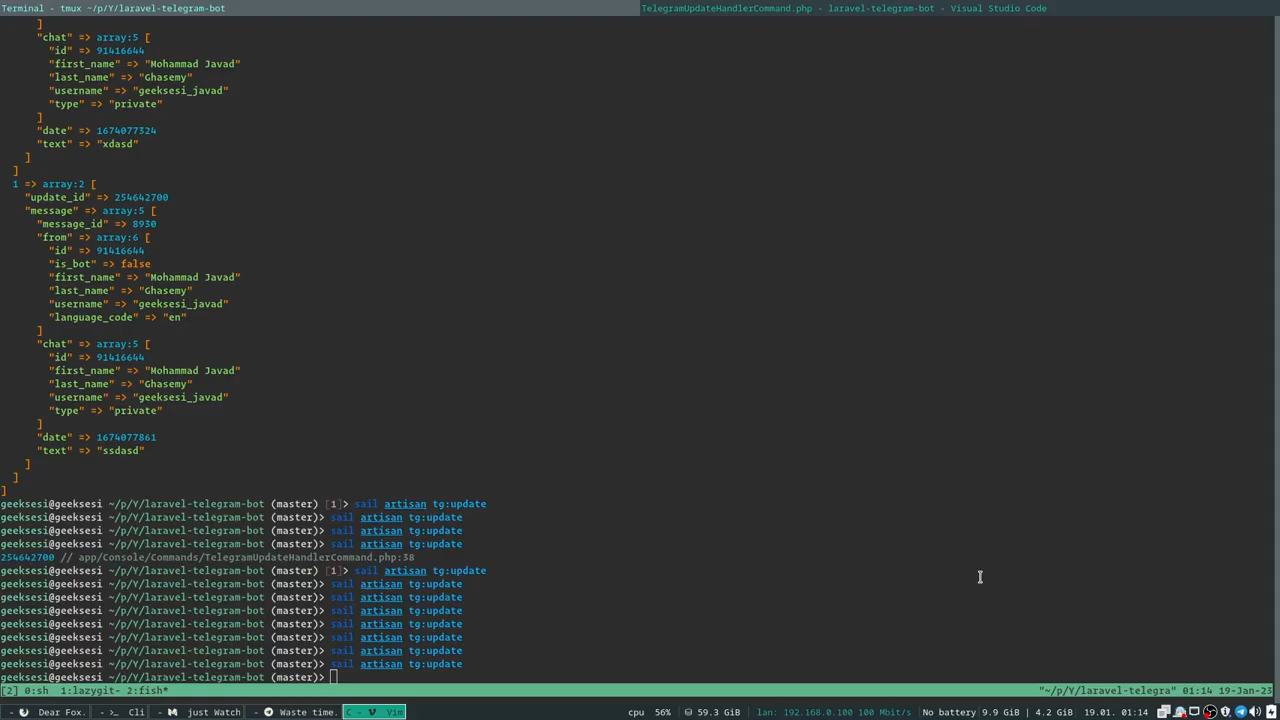 Terminal - tmux ~/p/Y/laravel-telegram-bot
TelegramUpdateHandlerCommand.php - laravel-telegram-bot - Visual Studio Code
]
"chat" => array:5 [
"id" => 91416644
"first_name" => "Mohammad Javad"
"last_name" => "Ghasemy"
"username" => "geeksesi_javad"
"type" => "private"
]
"date" => 1674077324
"text" => "xdasd"
]
]
1 => array:2 [
"update_id" => 254642700
"message" => array:5 [
"message_id" => 8930
"from" => array:6 [
"id" => 91416644
"is_bot" => false
"first_name" => "Mohammad Javad"
"last_name" => "Ghasemy"
"username" => "geeksesi_javad"
"language_code" => "en"
]
"chat" => array:5 [
"id" => 91416644
"first_name" => "Mohammad Javad"
"last_name" => "Ghasemy"
"username" => "geeksesi_javad"
"type" => "private"
]
"date" => 1674077861
"text" => "ssdasd"
]
]
]
geeksesi@geeksesi ~/p/Y/laravel-telegram-bot (master) [1]> sail artisan tg:update
geeksesi@geeksesi ~/p/Y/laravel-telegram-bot (master)> sail artisan tg:update
geeksesi@geeksesi ~/p/Y/laravel-telegram-bot (master)> sail artisan tg:update
geeksesi@geeksesi ~/p/Y/laravel-telegram-bot (master)> sail artisan tg:update
254642700 // app/Console/Commands/TelegramUpdateHandlerCommand.php:38
geeksesi@geeksesi ~/p/Y/laravel-telegram-bot (master) [1]> sail artisan tg:update
geeksesi@geeksesi ~/p/Y/laravel-telegram-bot (master)> sail artisan tg:update
geeksesi@geeksesi ~/p/Y/laravel-telegram-bot (master)> sail artisan tg:update
geeksesi@geeksesi ~/p/Y/laravel-telegram-bot (master)> sail artisan tg:update
geeksesi@geeksesi ~/p/Y/laravel-telegram-bot (master)> sail artisan tg:update
geeksesi@geeksesi ~/p/Y/laravel-telegram-bot (master)> sail artisan tg:update
geeksesi@geeksesi ~/p/Y/laravel-telegram-bot (master)> sail artisan tg:update
geeksesi@geeksesi ~/p/Y/laravel-telegram-bot (master)> sail artisan tg:update
geeksesi@geeksesi ~/p/Y/laravel-telegram-bot (master)>
[2] 0:sh 1:lazygit- 2:fish* "~/p/Y/laravel-telegra" 01:14 19-Jan-23
- Dear Fox. - >_ Cli - just Watch - Waste time. C - Vim cpu 56% 59.3 GiB lan: 192.168.0.100 100 Mbit/s No battery 9.9 GiB | 4.2 GiB 19.01. 01:14